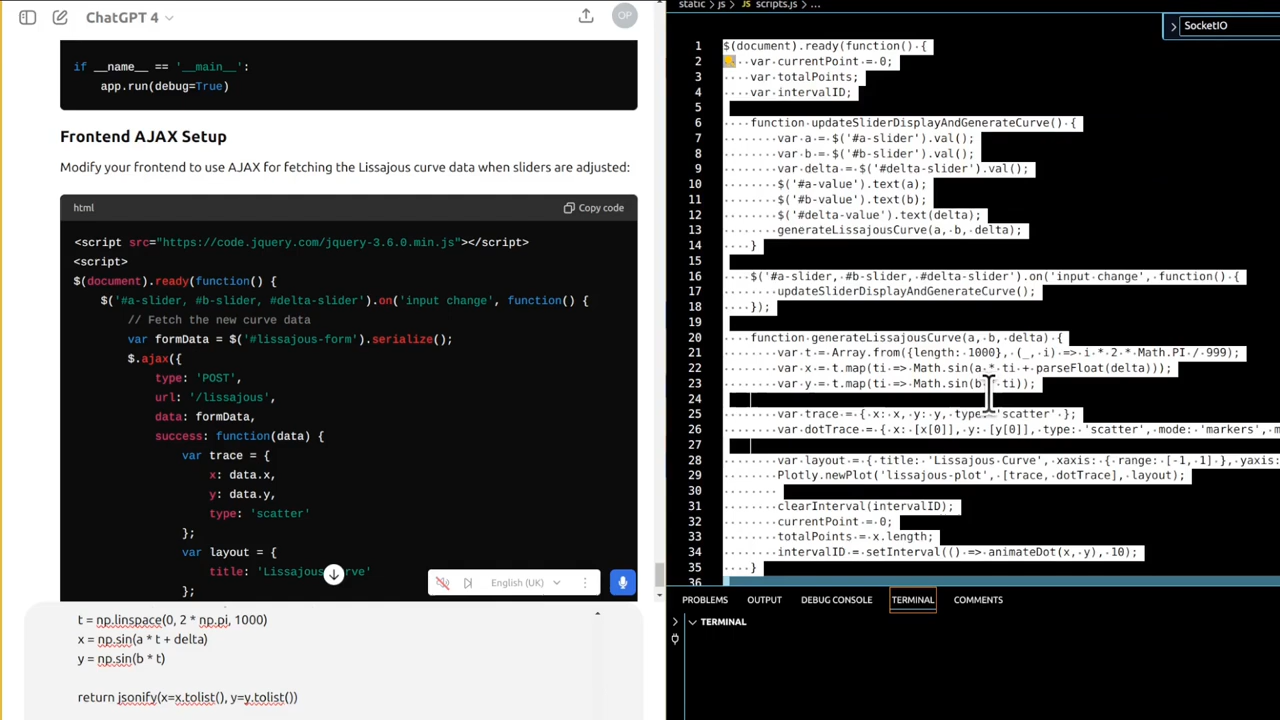 ChatGPT 4
OP
if __name__ == '__main__':
app.run(debug=True)
Frontend AJAX Setup
Modify your frontend to use AJAX for fetching the Lissajous curve data when sliders are adjusted:
html
Copy code
<script src="https://code.jquery.com/jquery-3.6.0.min.js"></script>
<script>
$(document).ready(function() {
$('#a-slider, #b-slider, #delta-slider').on('input change', function() {
// Fetch the new curve data
var formData = $('#lissajous-form').serialize();
$.ajax({
type: 'POST',
url: '/lissajous',
data: formData,
success: function(data) {
var trace = {
x: data.x,
y: data.y,
type: 'scatter'
};
var layout = {
title: 'Lissajous
};
English (UK)
t = np.linspace(0, 2 * np.pi, 1000)
x = np.sin(a * t + delta)
y = np.sin(b * t)
return jsonify(x=x.tolist(), y=y.tolist())
static > js > JS scripts.js > ...
SocketIO
1 $(document).ready(function() {
2 var currentPoint = 0;
3 var totalPoints;
4 var intervalID;
5
6 function updateSliderDisplayAndGenerateCurve() {
7 var a = $('#a-slider').val();
8 var b = $('#b-slider').val();
9 var delta = $('#delta-slider').val();
10 $('#a-value').text(a);
11 $('#b-value').text(b);
12 $('#delta-value').text(delta);
13 generateLissajousCurve(a, b, delta);
14 }
15
16 $('#a-slider, #b-slider, #delta-slider').on('input change', function() {
17 updateSliderDisplayAndGenerateCurve();
18 });
19
20 function generateLissajousCurve(a, b, delta) {
21 var t = Array.from({length: 1000}, (_, i) => i * 2 * Math.PI / 999);
22 var x = t.map(ti => Math.sin(a * ti + parseFloat(delta)));
23 var y = t.map(ti => Math.sin(b * ti));
24
25 var trace = { x: x, y: y, type: 'scatter' };
26 var dotTrace = { x: [x[0]], y: [y[0]], type: 'scatter', mode: 'markers',
27
28 var layout = { title: 'Lissajous Curve', xaxis: { range: [-1, 1] }, yaxis:
29 Plotly.newPlot('lissajous-plot', [trace, dotTrace], layout);
30
31 clearInterval(intervalID);
32 currentPoint = 0;
33 totalPoints = x.length;
34 intervalID = setInterval(() => animateDot(x, y), 10);
35 }
36
PROBLEMS OUTPUT DEBUG CONSOLE TERMINAL COMMENTS
TERMINAL